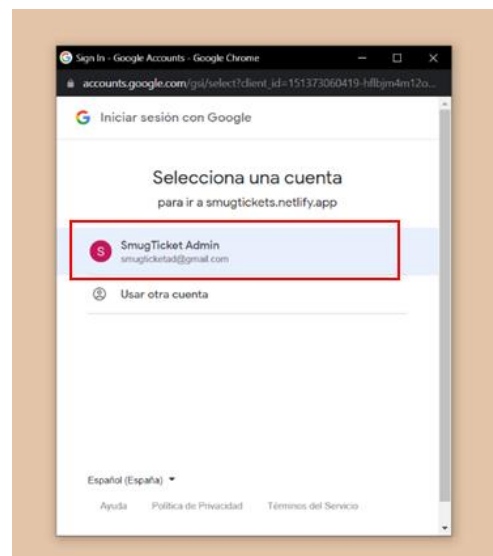 Sign In - Google Accounts - Google Chrome
accounts.google.com/gsi/select?client_id=151373060419-hflbjm4m12o...
Iniciar sesión con Google
Selecciona una cuenta
para ir a smugtickets.netlify.app
S
SmugTicket Admin
smugticketad@gmail.com
Usar otra cuenta
Español (España)
Ayuda Política de Privacidad Términos del Servicio